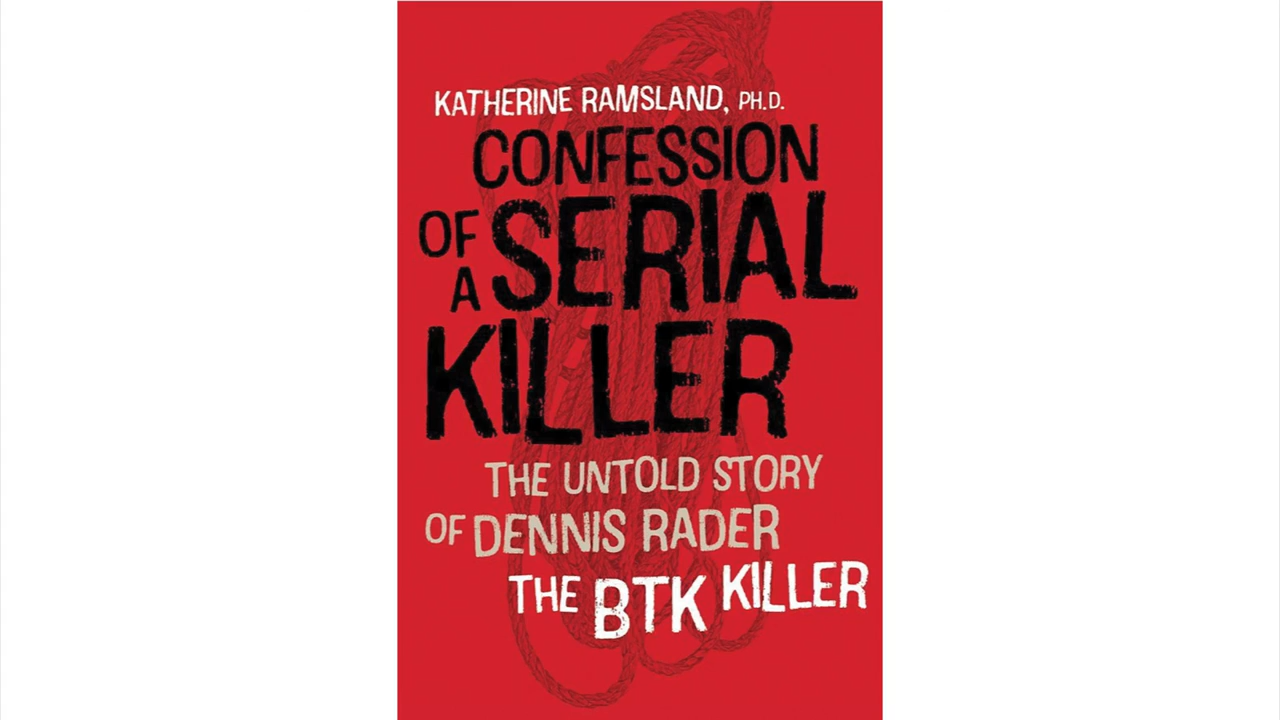 KATHERINE RAMSLAND, PH.D.
CONFESSION
OF A SERIAL
KILLER
THE UNTOLD STORY
OF DENNIS RADER
THE BTK KILLER